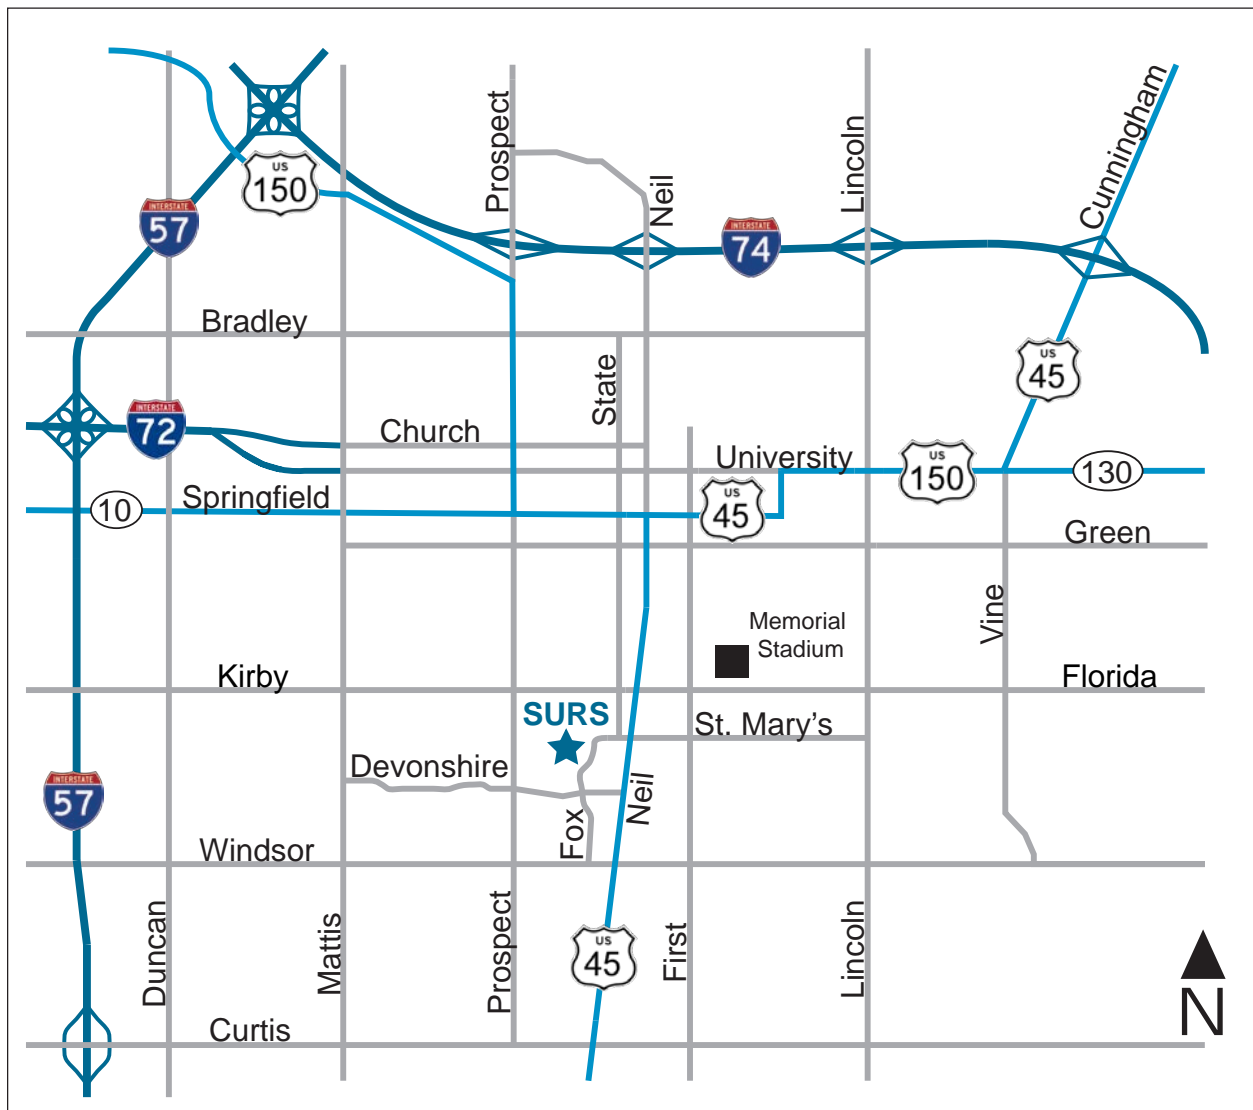 Prospect
Neil
Lincoln
Cunningham
US
150
INTERSTATE
57
INTERSTATE
74
Bradley
State
US
45
INTERSTATE
72
Church
University
US
150
130
Springfield
10
US
45
Green
Memorial
Stadium
Vine
Kirby
Florida
SURS
St. Mary's
Devonshire
INTERSTATE
57
Neil
Fox
Windsor
Duncan
Mattis
Prospect
US
45
First
Lincoln
N
Curtis